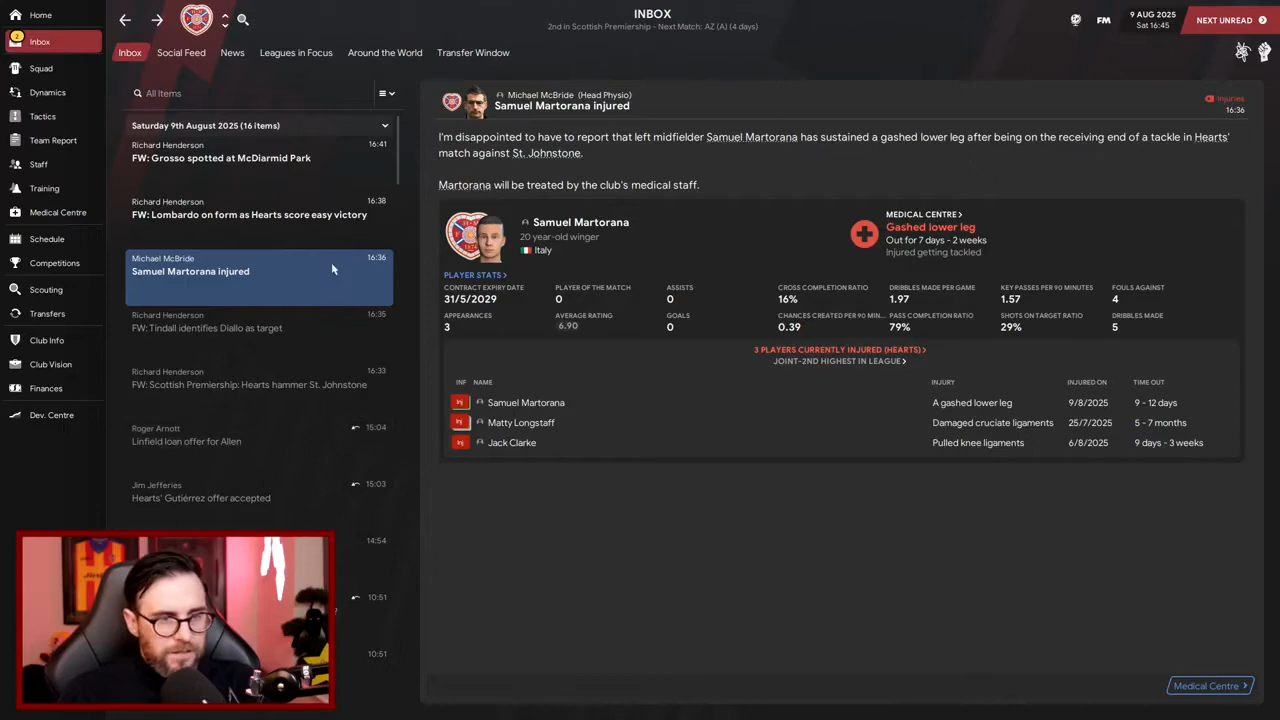 Home
2
Inbox
Squad
Dynamics
Tactics
Team Report
Staff
Training
Medical Centre
Schedule
Competitions
Scouting
Transfers
Club Info
Club Vision
Finances
Dev. Centre
INBOX
2nd in Scottish Premiership - Next Match: AZ (A) (4 days)
FM
9 AUG 2025
Sat 16:45
NEXT UNREAD
Inbox
Social Feed
News
Leagues in Focus
Around the World
Transfer Window
All Items
Saturday 9th August 2025 (16 items)
Richard Henderson 16:41
FW: Grosso spotted at McDiarmid Park
Richard Henderson 16:38
FW: Lombardo on form as Hearts score easy victory
Michael McBride 16:36
Samuel Martorana injured
Richard Henderson 16:35
FW: Tindall identifies Diallo as target
Richard Henderson 16:33
FW: Scottish Premiership: Hearts hammer St. Johnstone
Roger Arnott 15:04
Linfield loan offer for Allen
Jim Jefferies 15:03
Hearts' Gutiérrez offer accepted
14:54
10:51
10:51
Michael McBride (Head Physio)
Samuel Martorana injured
Injuries
16:36
I'm disappointed to have to report that left midfielder Samuel Martorana has sustained a gashed lower leg after being on the receiving end of a tackle in Hearts'
match against St. Johnstone.
Martorana will be treated by the club's medical staff.
Samuel Martorana
20 year-old winger
Italy
MEDICAL CENTRE >
Gashed lower leg
Out for 7 days - 2 weeks
Injured getting tackled
PLAYER STATS >
CONTRACT EXPIRY DATE PLAYER OF THE MATCH ASSISTS CROSS COMPLETION RATIO DRIBBLES MADE PER GAME KEY PASSES PER 90 MINUTES FOULS AGAINST
31/5/2029 0 0 16% 1.97 1.57 4
APPEARANCES AVERAGE RATING GOALS CHANCES CREATED PER 90 MIN... PASS COMPLETION RATIO SHOTS ON TARGET RATIO DRIBBLES MADE
3 6.90 0 0.39 79% 29% 5
3 PLAYERS CURRENTLY INJURED (HEARTS) >
JOINT-2ND HIGHEST IN LEAGUE >
INF NAME INJURY INJURED ON TIME OUT
Inj Samuel Martorana A gashed lower leg 9/8/2025 9 - 12 days
Inj Matty Longstaff Damaged cruciate ligaments 25/7/2025 5 - 7 months
Inj Jack Clarke Pulled knee ligaments 6/8/2025 9 days - 3 weeks
Medical Centre >